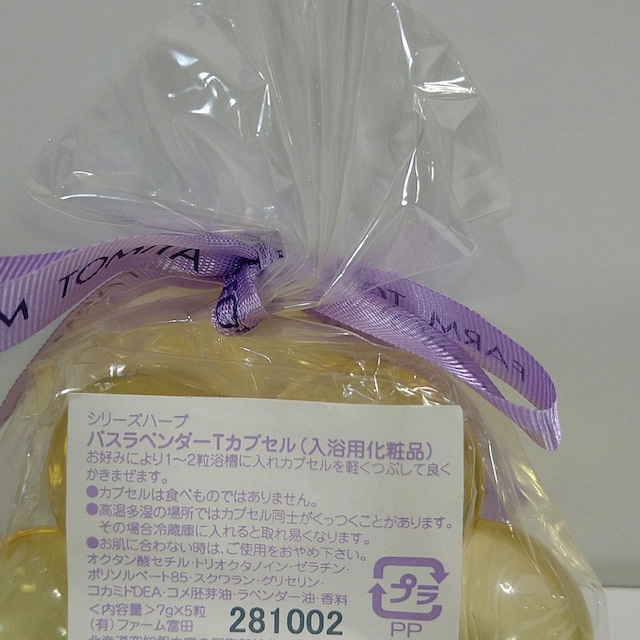 M TOMITA
FARM TA
シリーズハーブ
バスラベンダーTカプセル(入浴用化粧品)
お好みにより1〜2粒浴槽に入れカプセルを軽くつぶして良く
かきまぜます。
●カプセルは食べものではありません。
●高温多湿の場所ではカプセル同士がくっつくことがあります。
その場合冷蔵庫に入れると取れ易くなります。
●お肌に合わない時は、ご使用をおやめ下さい。
オクタン酸セチル・トリオクタノイン・ゼラチン・
ポリソルベート85・スクワラン・グリセリン・
コカミドDEA・コメ胚芽油・ラベンダー油・香料
<内容量>7g×5粒
281002
(有)ファーム富田
プラ
PP